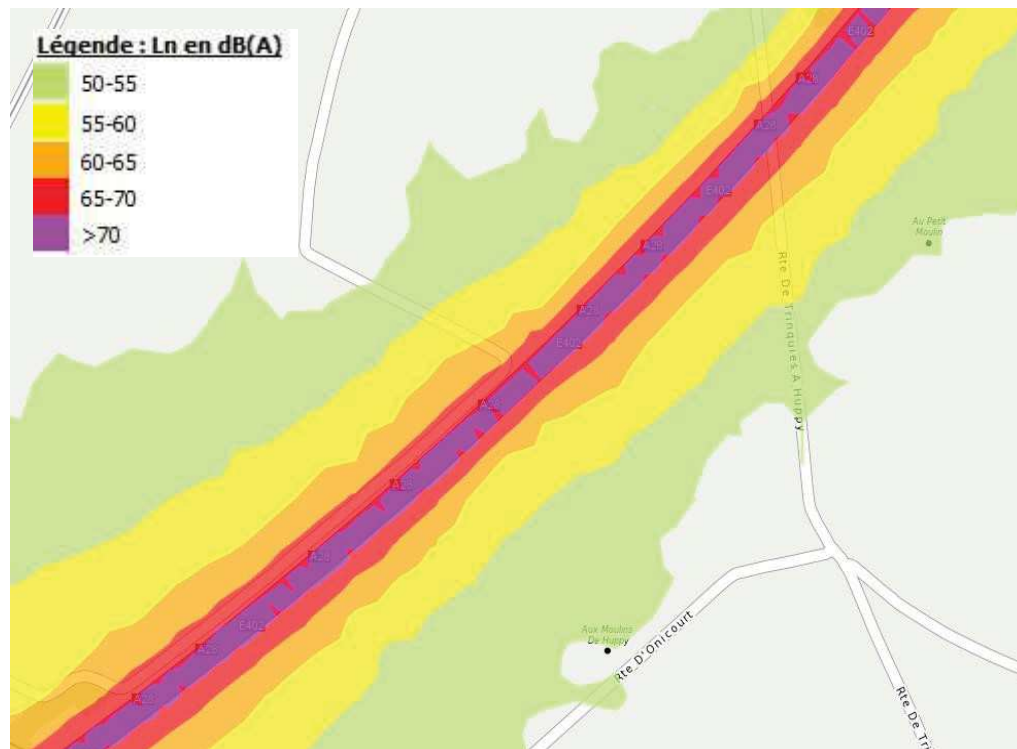 Légende : Ln en dB(A)
50-55
55-60
60-65
65-70
>70
E402
A28
A28
E402
A28
A28
E402
A28
A28
A28
E402
A28
A28
Au Petit
Moulin
Rte De Trinquies A Huppy
Aux Moulins
De Huppy
Rte D'Onicourt
Rte De Tri